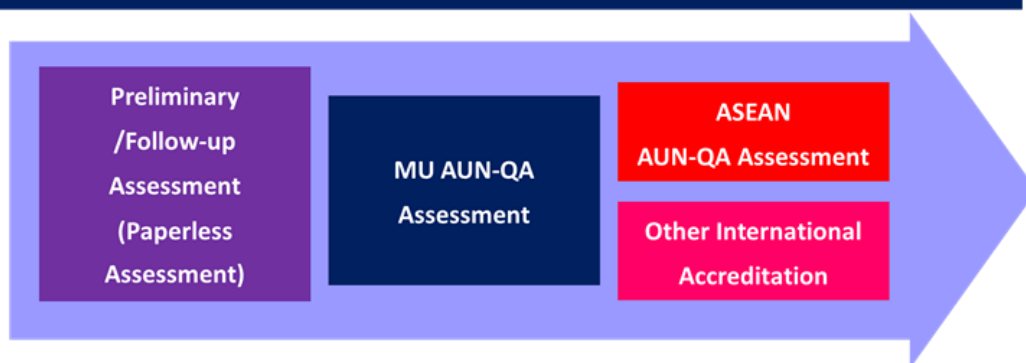 Preliminary
/Follow-up
Assessment
(Paperless
Assessment)
MU AUN-QA
Assessment
ASEAN
AUN-QA Assessment
Other International
Accreditation